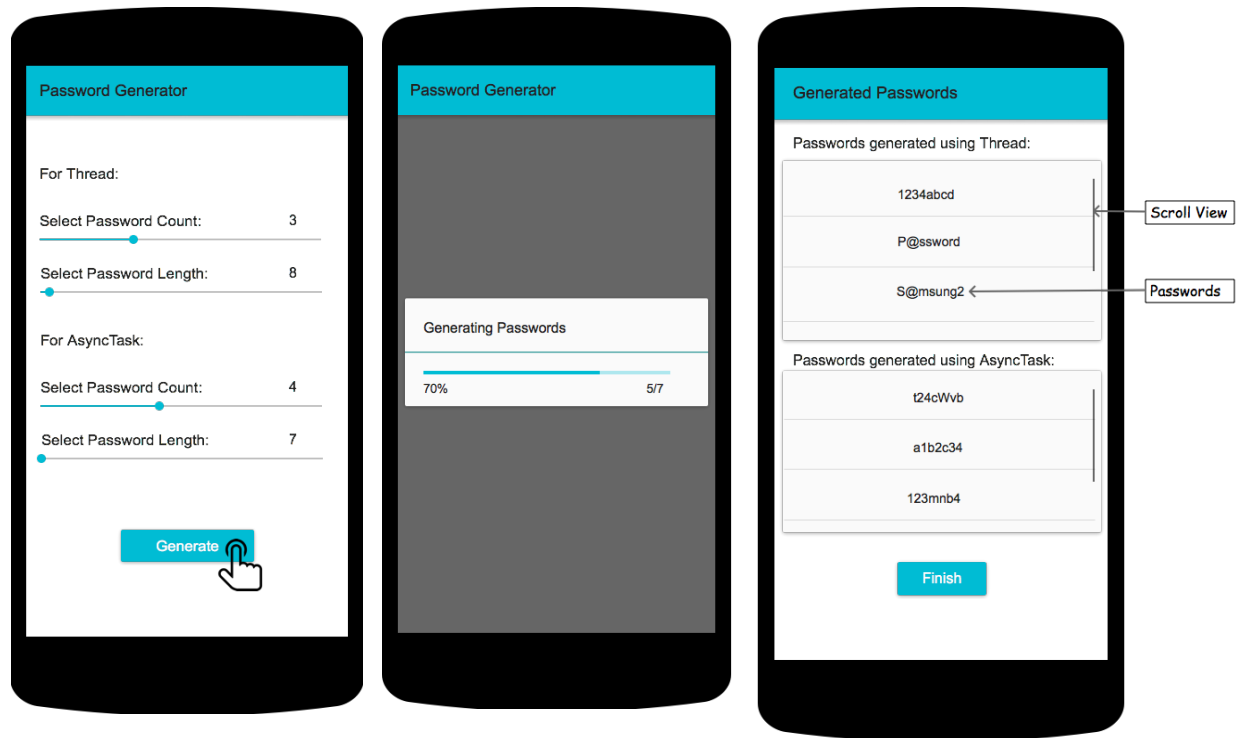 Password Generator
For Thread:
Select Password Count: 3
Select Password Length: 8
For AsyncTask:
Select Password Count: 4
Select Password Length: 7
Generate
Password Generator
Generating Passwords
70% 5/7
Generated Passwords
Passwords generated using Thread:
1234abcd
P@ssword
S@msung2
Passwords generated using AsyncTask:
t24cWvb
a1b2c34
123mnb4
Finish
Scroll View
Passwords